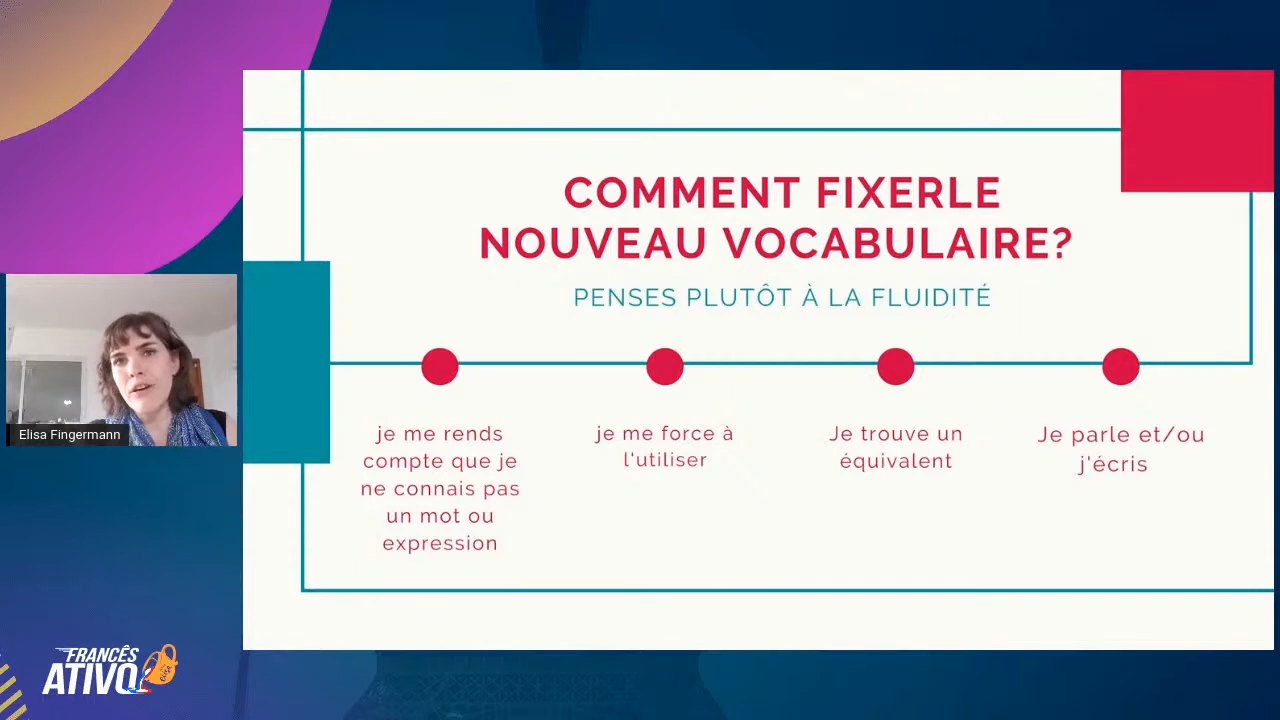 COMMENT FIXERLE
NOUVEAU VOCABULAIRE?
PENSES PLUTÔT À LA FLUIDITÉ
je me rends
compte que je
ne connais pas
un mot ou
expression
je me force à
l'utiliser
Je trouve un
équivalent
Je parle et/ou
j'écris
Elisa Fingermann
FRANCÊS
ATIVO